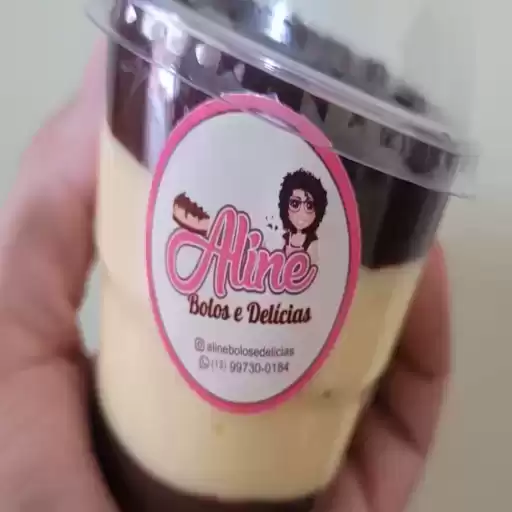 Aline
Bolos e Delícias
alinebolosedelicias
(13) 99730-0184